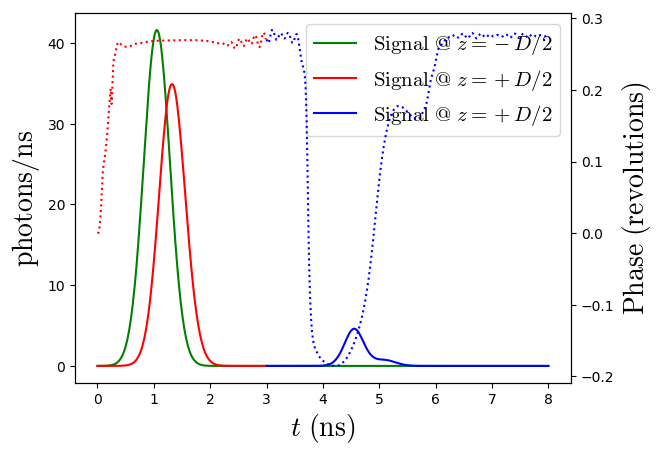 Signal @ z = −D/2
Signal @ z = +D/2
Signal @ z = +D/2
photons/ns
40
30
20
10
0
Phase (revolutions)
0.3
0.2
0.1
0.0
−0.1
−0.2
0 1 2 3 4 5 6 7 8
t (ns)